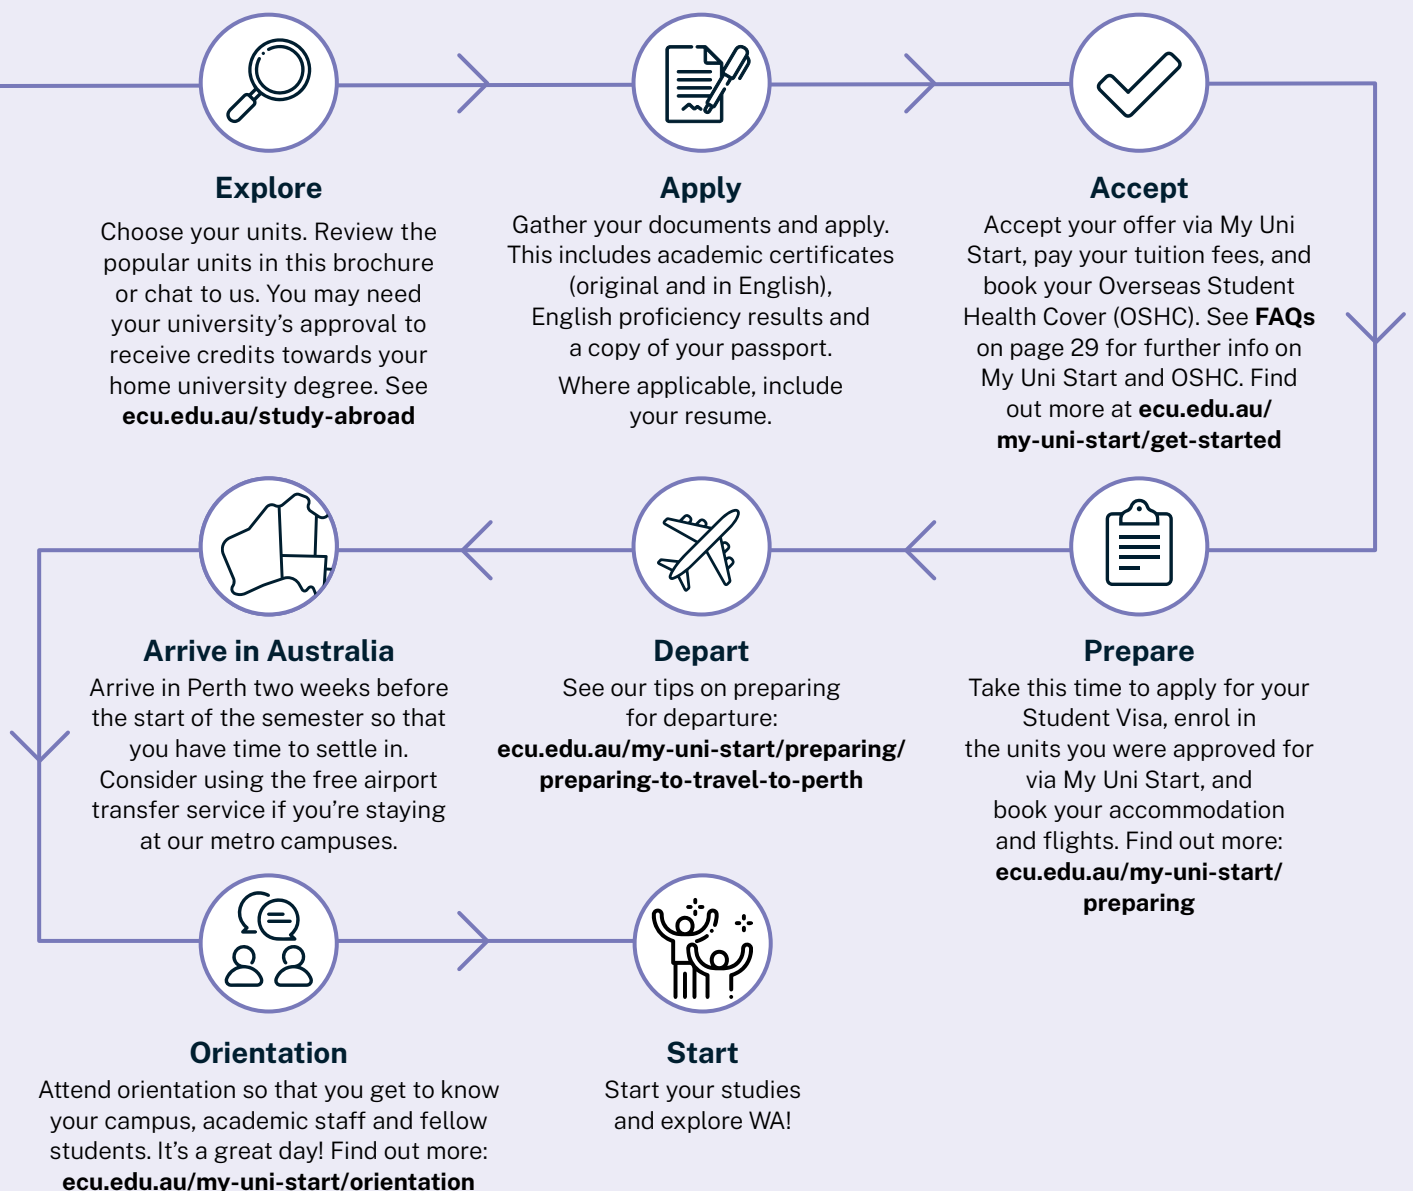 Explore
Choose your units. Review the
popular units in this brochure
or chat to us. You may need
your university’s approval to
receive credits towards your
home university degree. See
ecu.edu.au/study-abroad
Apply
Gather your documents and apply.
This includes academic certificates
(original and in English),
English proficiency results and
a copy of your passport.
Where applicable, include
your resume.
Accept
Accept your offer via My Uni
Start, pay your tuition fees, and
book your Overseas Student
Health Cover (OSHC). See FAQs
on page 29 for further info on
My Uni Start and OSHC. Find
out more at ecu.edu.au/
my-uni-start/get-started
Prepare
Take this time to apply for your
Student Visa, enrol in
the units you were approved for
via My Uni Start, and
book your accommodation
and flights. Find out more:
ecu.edu.au/my-uni-start/
preparing
Depart
See our tips on preparing
for departure:
ecu.edu.au/my-uni-start/preparing/
preparing-to-travel-to-perth
Arrive in Australia
Arrive in Perth two weeks before
the start of the semester so that
you have time to settle in.
Consider using the free airport
transfer service if you’re staying
at our metro campuses.
Orientation
Attend orientation so that you get to know
your campus, academic staff and fellow
students. It’s a great day! Find out more:
ecu.edu.au/my-uni-start/orientation
Start
Start your studies
and explore WA!